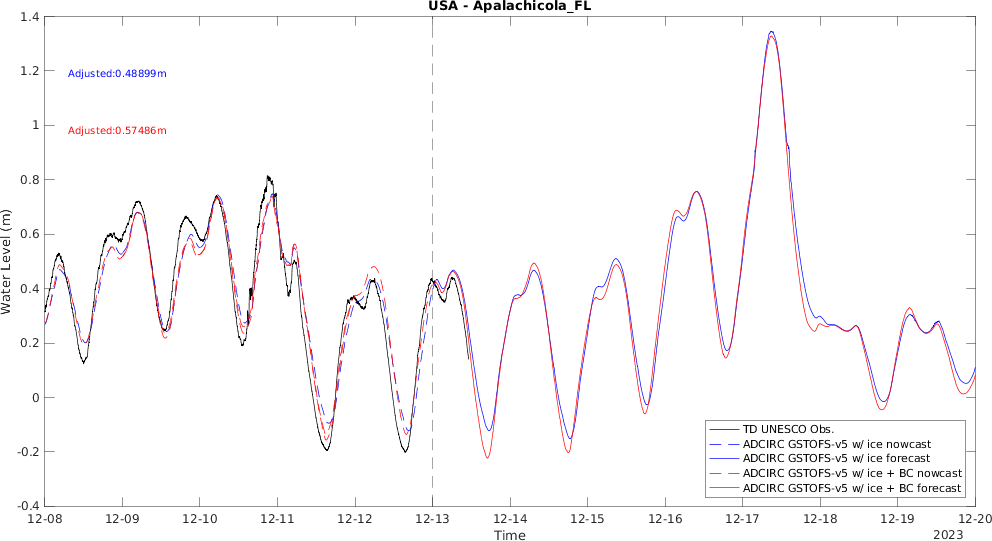 USA - Apalachicola_FL
1.4
1.2
1
0.8
0.6
0.4
0.2
0
-0.2
-0.4
Water Level (m)
Adjusted:0.48899m
Adjusted:0.57486m
TD UNESCO Obs.
ADCIRC GSTOFS-v5 w/ ice nowcast
ADCIRC GSTOFS-v5 w/ ice forecast
ADCIRC GSTOFS-v5 w/ ice + BC nowcast
ADCIRC GSTOFS-v5 w/ ice + BC forecast
12-08 12-09 12-10 12-11 12-12 12-13 12-14 12-15 12-16 12-17 12-18 12-19 12-20
Time
2023